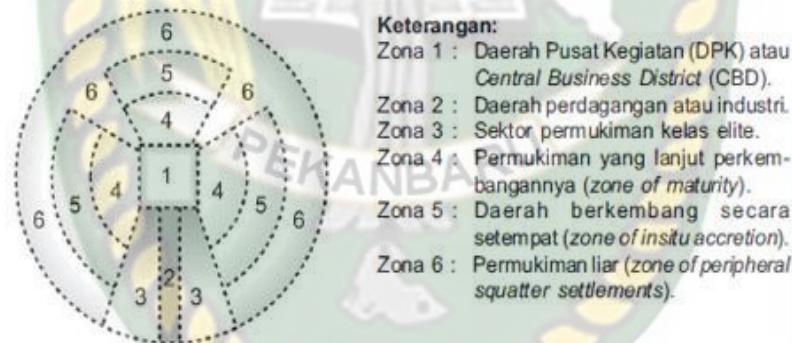 6
5
6
6
4
1
4
4
5
5
6
6
2
3
3
Keterangan:
Zona 1 : Daerah Pusat Kegiatan (DPK) atau
Central Business District (CBD).
Zona 2 : Daerah perdagangan atau industri.
Zona 3 : Sektor permukiman kelas elite.
Zona 4 : Permukiman yang lanjut perkem-
bangannya (zone of maturity).
Zona 5 : Daerah berkembang secara
setempat (zone of insitu accretion).
Zona 6 : Permukiman liar (zone of peripheral
squatter settlements).
PEKANBARU